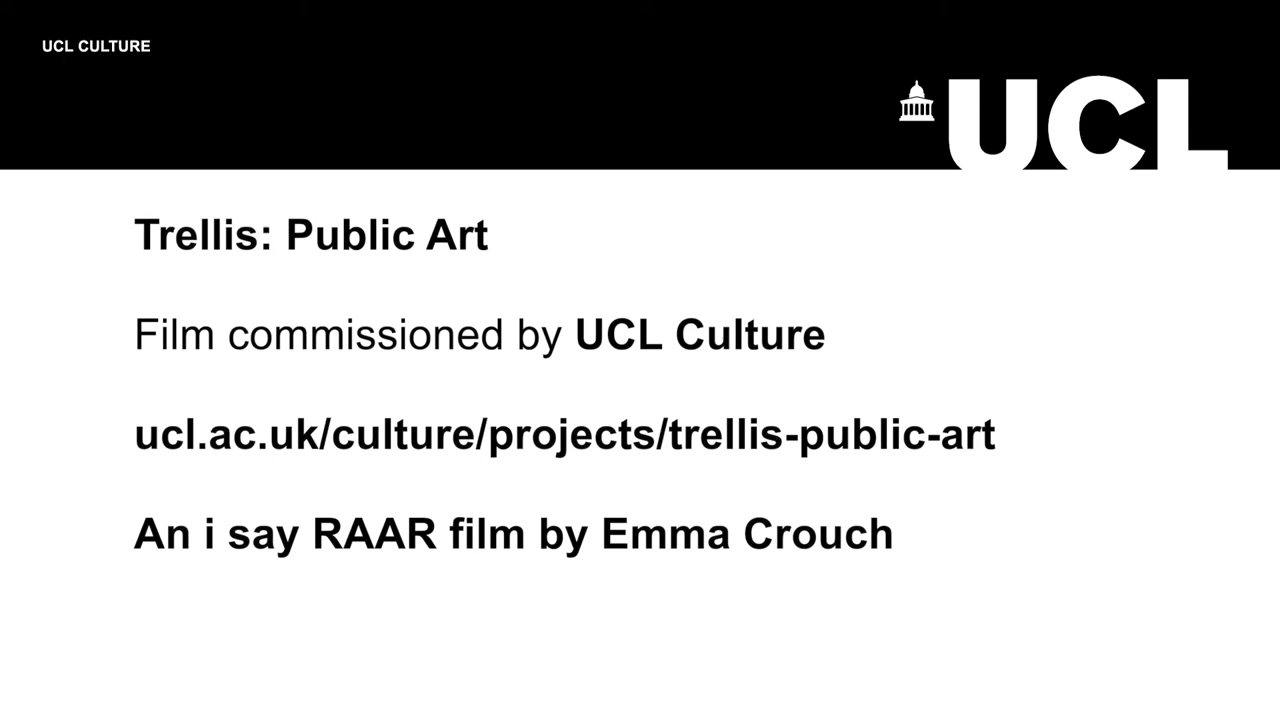 UCL CULTURE
UCL
Trellis: Public Art
Film commissioned by UCL Culture
ucl.ac.uk/culture/projects/trellis-public-art
An i say RAAR film by Emma Crouch